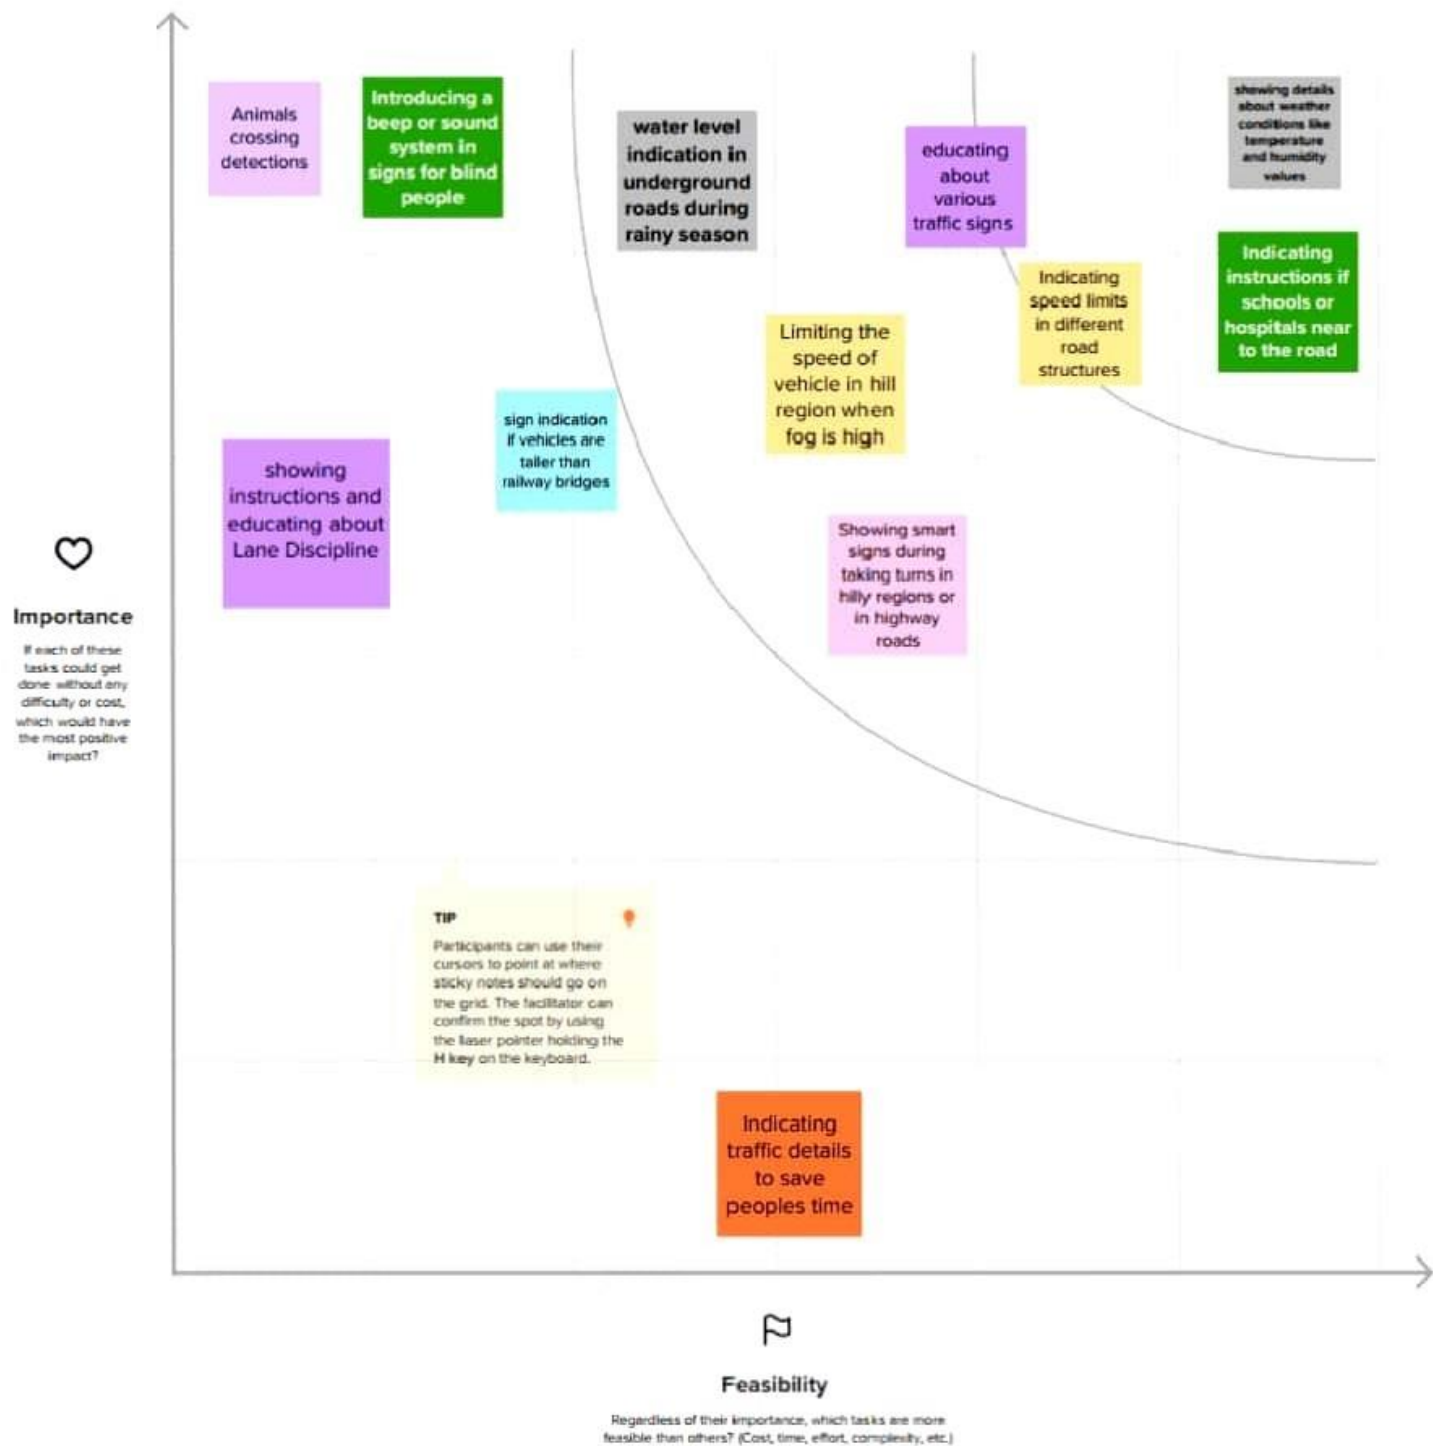 Animals
crossing
detections
Introducing a
beep or sound
system in
signs for blind
people
water level
indication in
underground
roads during
rainy season
educating
about
various
traffic signs
showing details
about weather
conditions like
temperature
and humidity
values
Indicating
speed limits
in different
road
structures
Indicating
instructions if
schools or
hospitals near
to the road
Limiting the
speed of
vehicle in hill
region when
fog is high
sign indication
if vehicles are
taller than
railway bridges
showing
instructions and
educating about
Lane Discipline
Showing smart
signs during
taking turns in
hilly regions or
in highway
roads
Importance
If each of these
tasks could get
done without any
difficulty or cost,
which would have
the most positive
impact?
TIP
Participants can use their
cursors to point at where
sticky notes should go on
the grid. The facilitator can
confirm the spot by using
the laser pointer holding the
H key on the keyboard.
Indicating
traffic details
to save
peoples time
Feasibility
Regardless of their importance, which tasks are more
feasible than others? (Cost, time, effort, complexity, etc.)